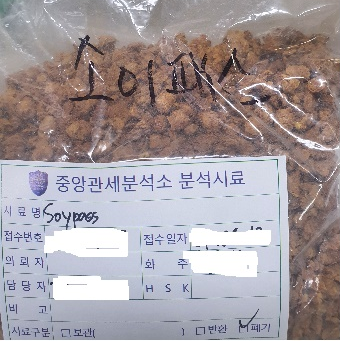 소이패스
중앙관세분석소 분석시료
시료명 Soypass
접수번호 접수일자
의뢰자 화주
담당자 HSK
비고
시료구분 □보관( ) □반환 ☑폐기